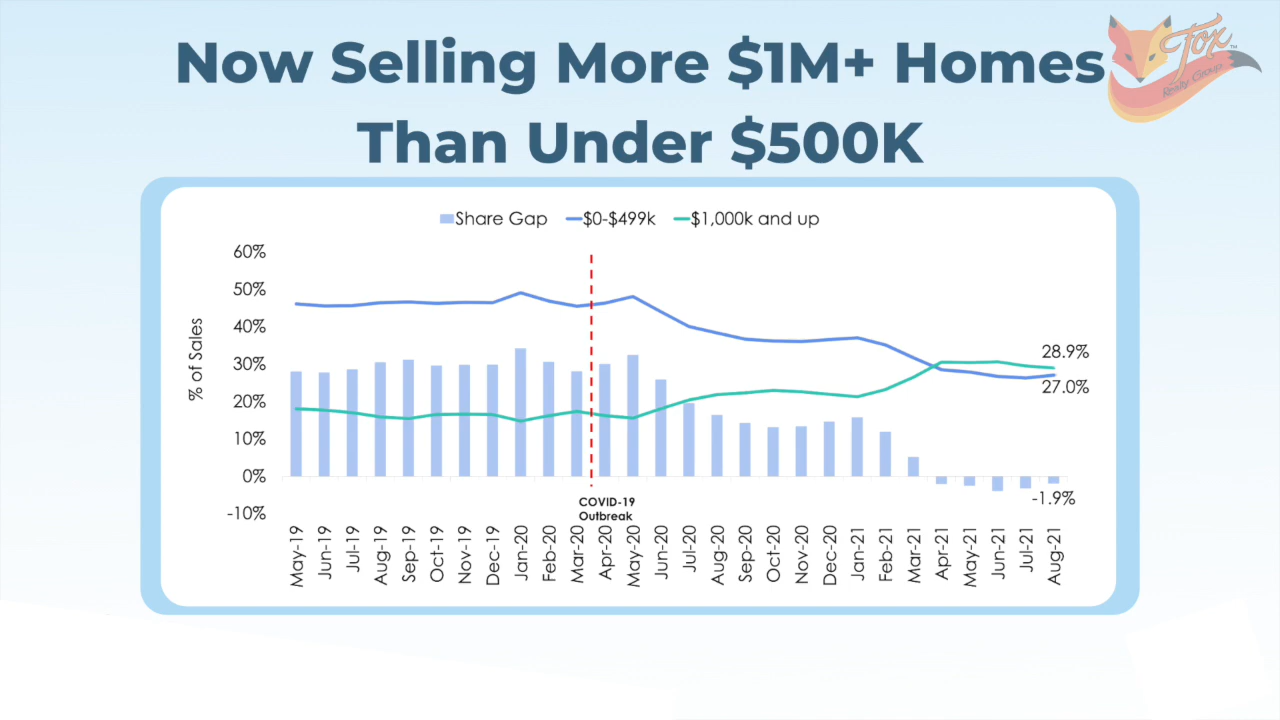 Now Selling More $1M+ Homes
Than Under $500K
Fox™
Realty Group
Share Gap $0-$499k $1,000k and up
60%
50%
40%
30%
20%
10%
0%
-10%
% of Sales
28.9%
27.0%
-1.9%
COVID-19
Outbreak
May-19 Jun-19 Jul-19 Aug-19 Sep-19 Oct-19 Nov-19 Dec-19 Jan-20 Feb-20 Mar-20 Apr-20 May-20 Jun-20 Jul-20 Aug-20 Sep-20 Oct-20 Nov-20 Dec-20 Jan-21 Feb-21 Mar-21 Apr-21 May-21 Jun-21 Jul-21 Aug-21